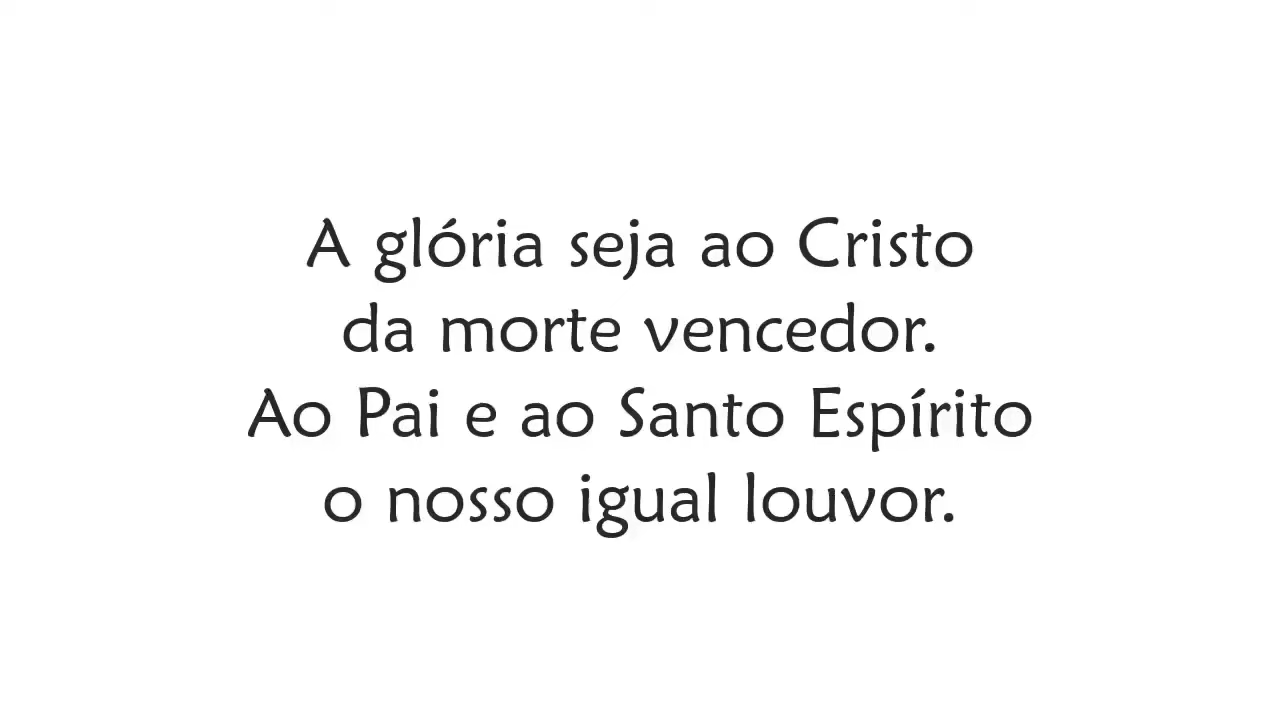 A glória seja ao Cristo
da morte vencedor.
Ao Pai e ao Santo Espírito
o nosso igual louvor.